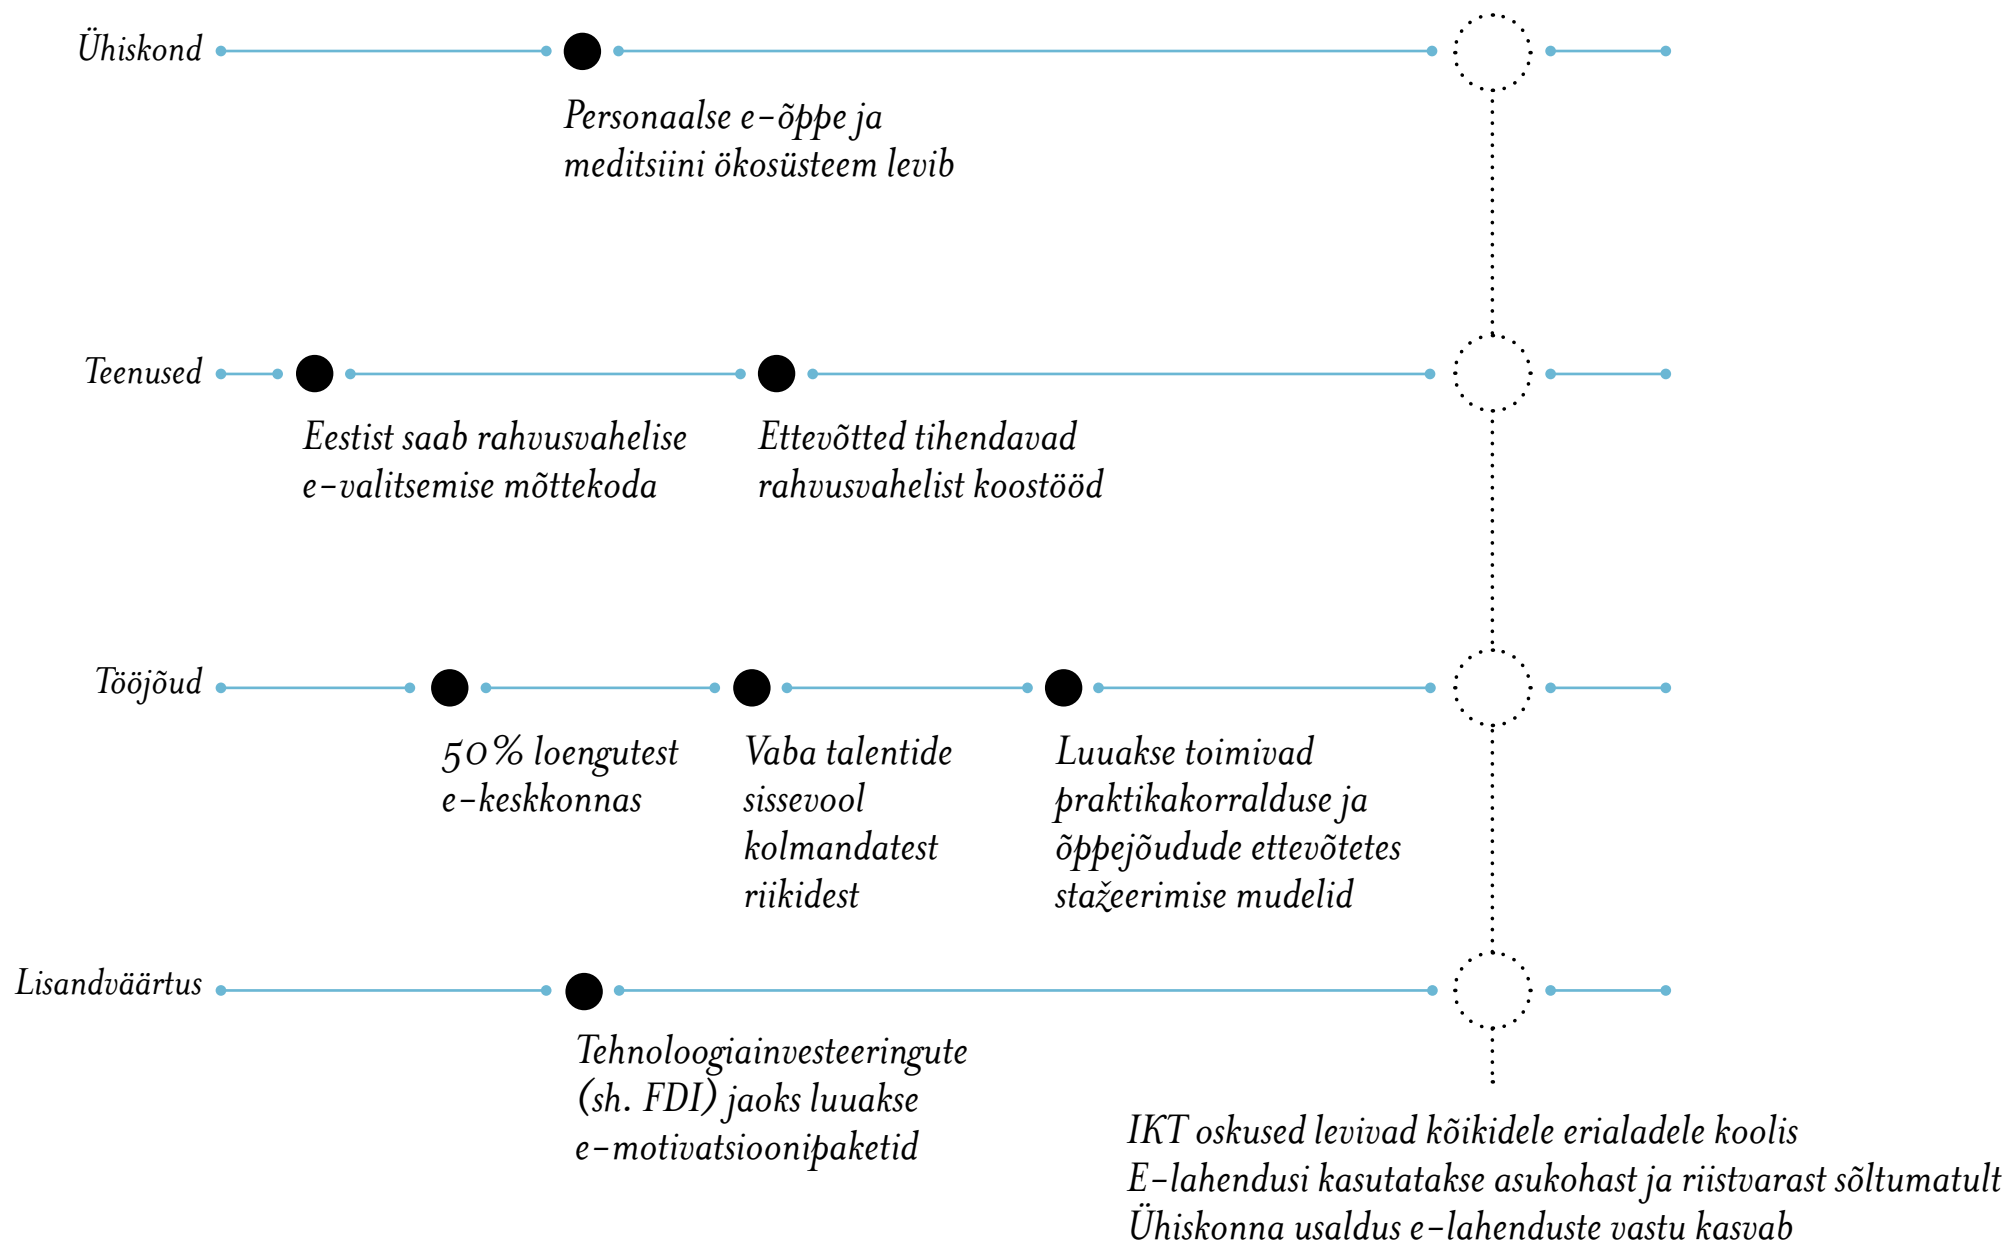 Ühiskond
Personaalse e-õppe ja
meditsiini ökosüsteem levib
Teenused
Eestist saab rahvusvahelise
e-valitsemise mõttekoda
Ettevõtted tihendavad
rahvusvahelist koostööd
Tööjõud
50% loengutest
e-keskkonnas
Vaba talentide
sissevool
kolmandatest
riikidest
Luuakse toimivad
praktikakorralduse ja
õppejõudude ettevõtetes
stažeerimise mudelid
Lisandväärtus
Tehnoloogiainvesteeringute
(sh. FDI) jaoks luuakse
e-motivatsioonipaketid
IKT oskused levivad kõikidele erialadele koolis
E-lahendusi kasutatakse asukohast ja riistvarast sõltumatult
Ühiskonna usaldus e-lahenduste vastu kasvab